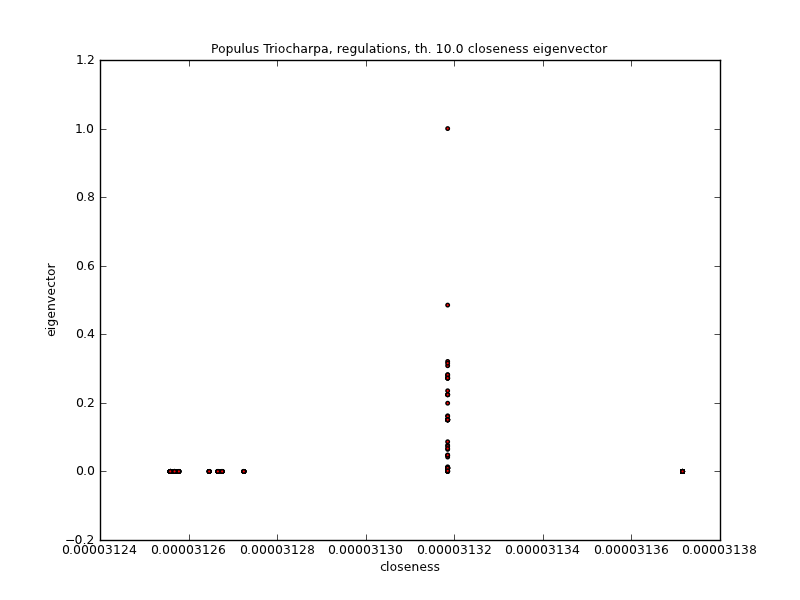 Populus Triocharpa, regulations, th. 10.0 closeness eigenvector
1.2
1.0
0.8
0.6
0.4
0.2
0.0
−0.2
eigenvector
0.00003124 0.00003126 0.00003128 0.00003130 0.00003132 0.00003134 0.00003136 0.00003138
closeness